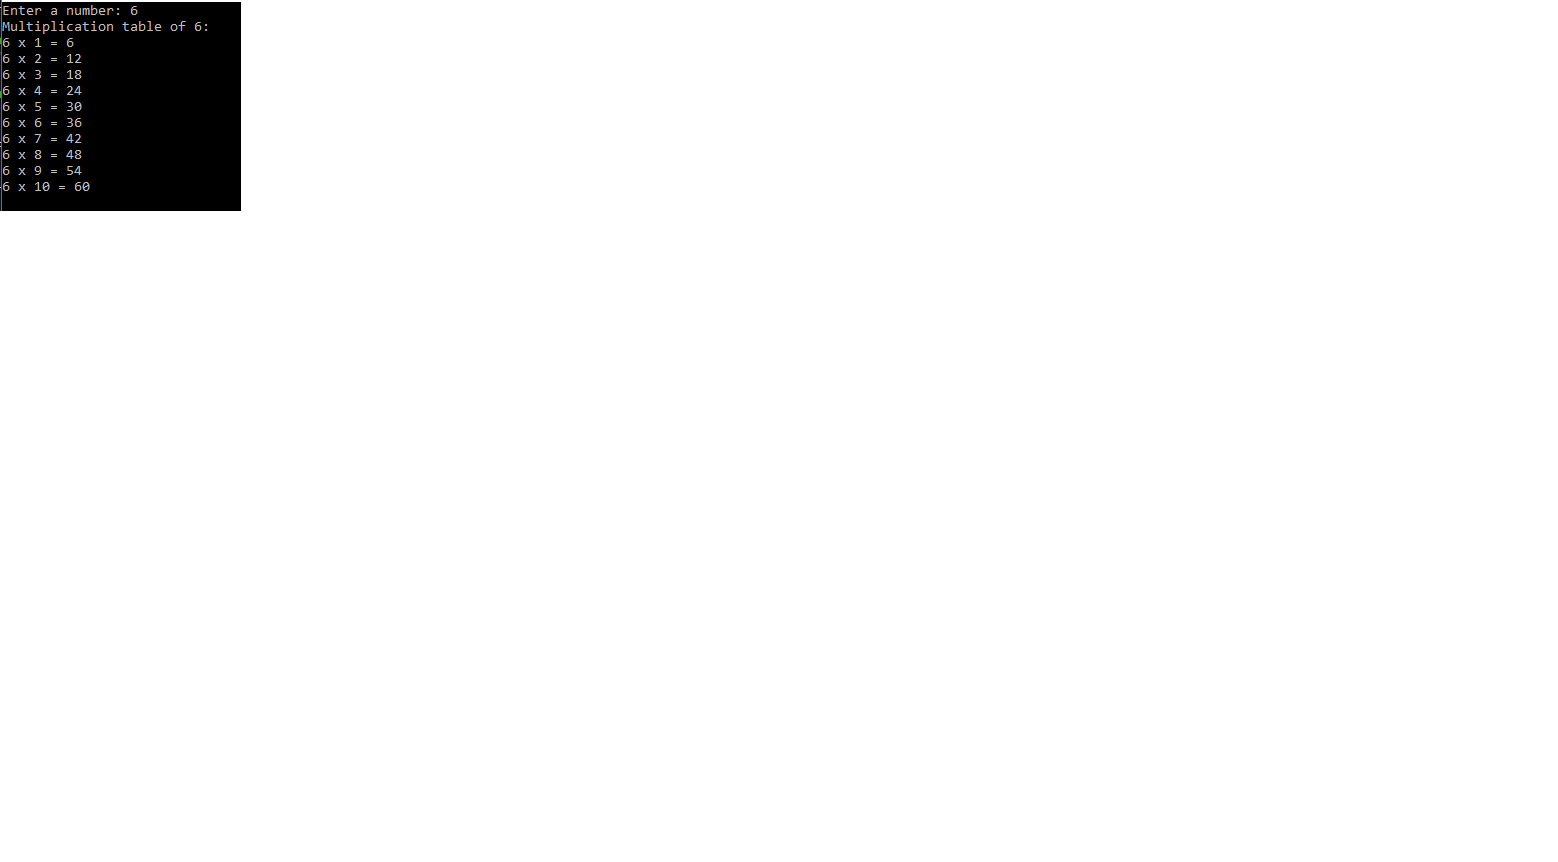 Enter a number: 6
Multiplication table of 6:
6 x 1 = 6
6 x 2 = 12
6 x 3 = 18
6 x 4 = 24
6 x 5 = 30
6 x 6 = 36
6 x 7 = 42
6 x 8 = 48
6 x 9 = 54
6 x 10 = 60